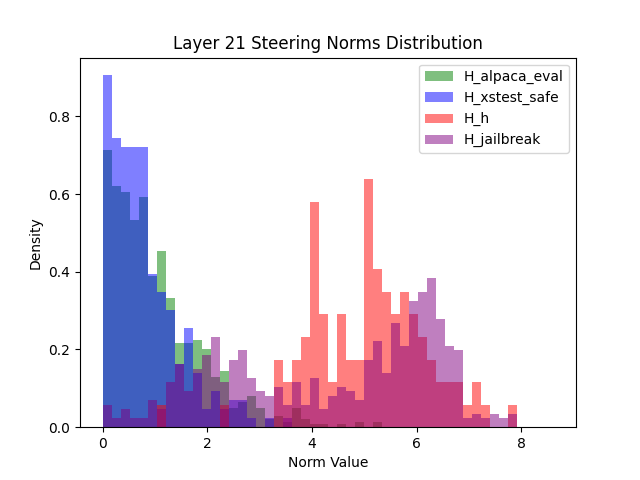 Layer 21 Steering Norms Distribution
H_alpaca_eval
H_xstest_safe
H_h
H_jailbreak
Density
0.8
0.6
0.4
0.2
0.0
0 2 4 6 8
Norm Value